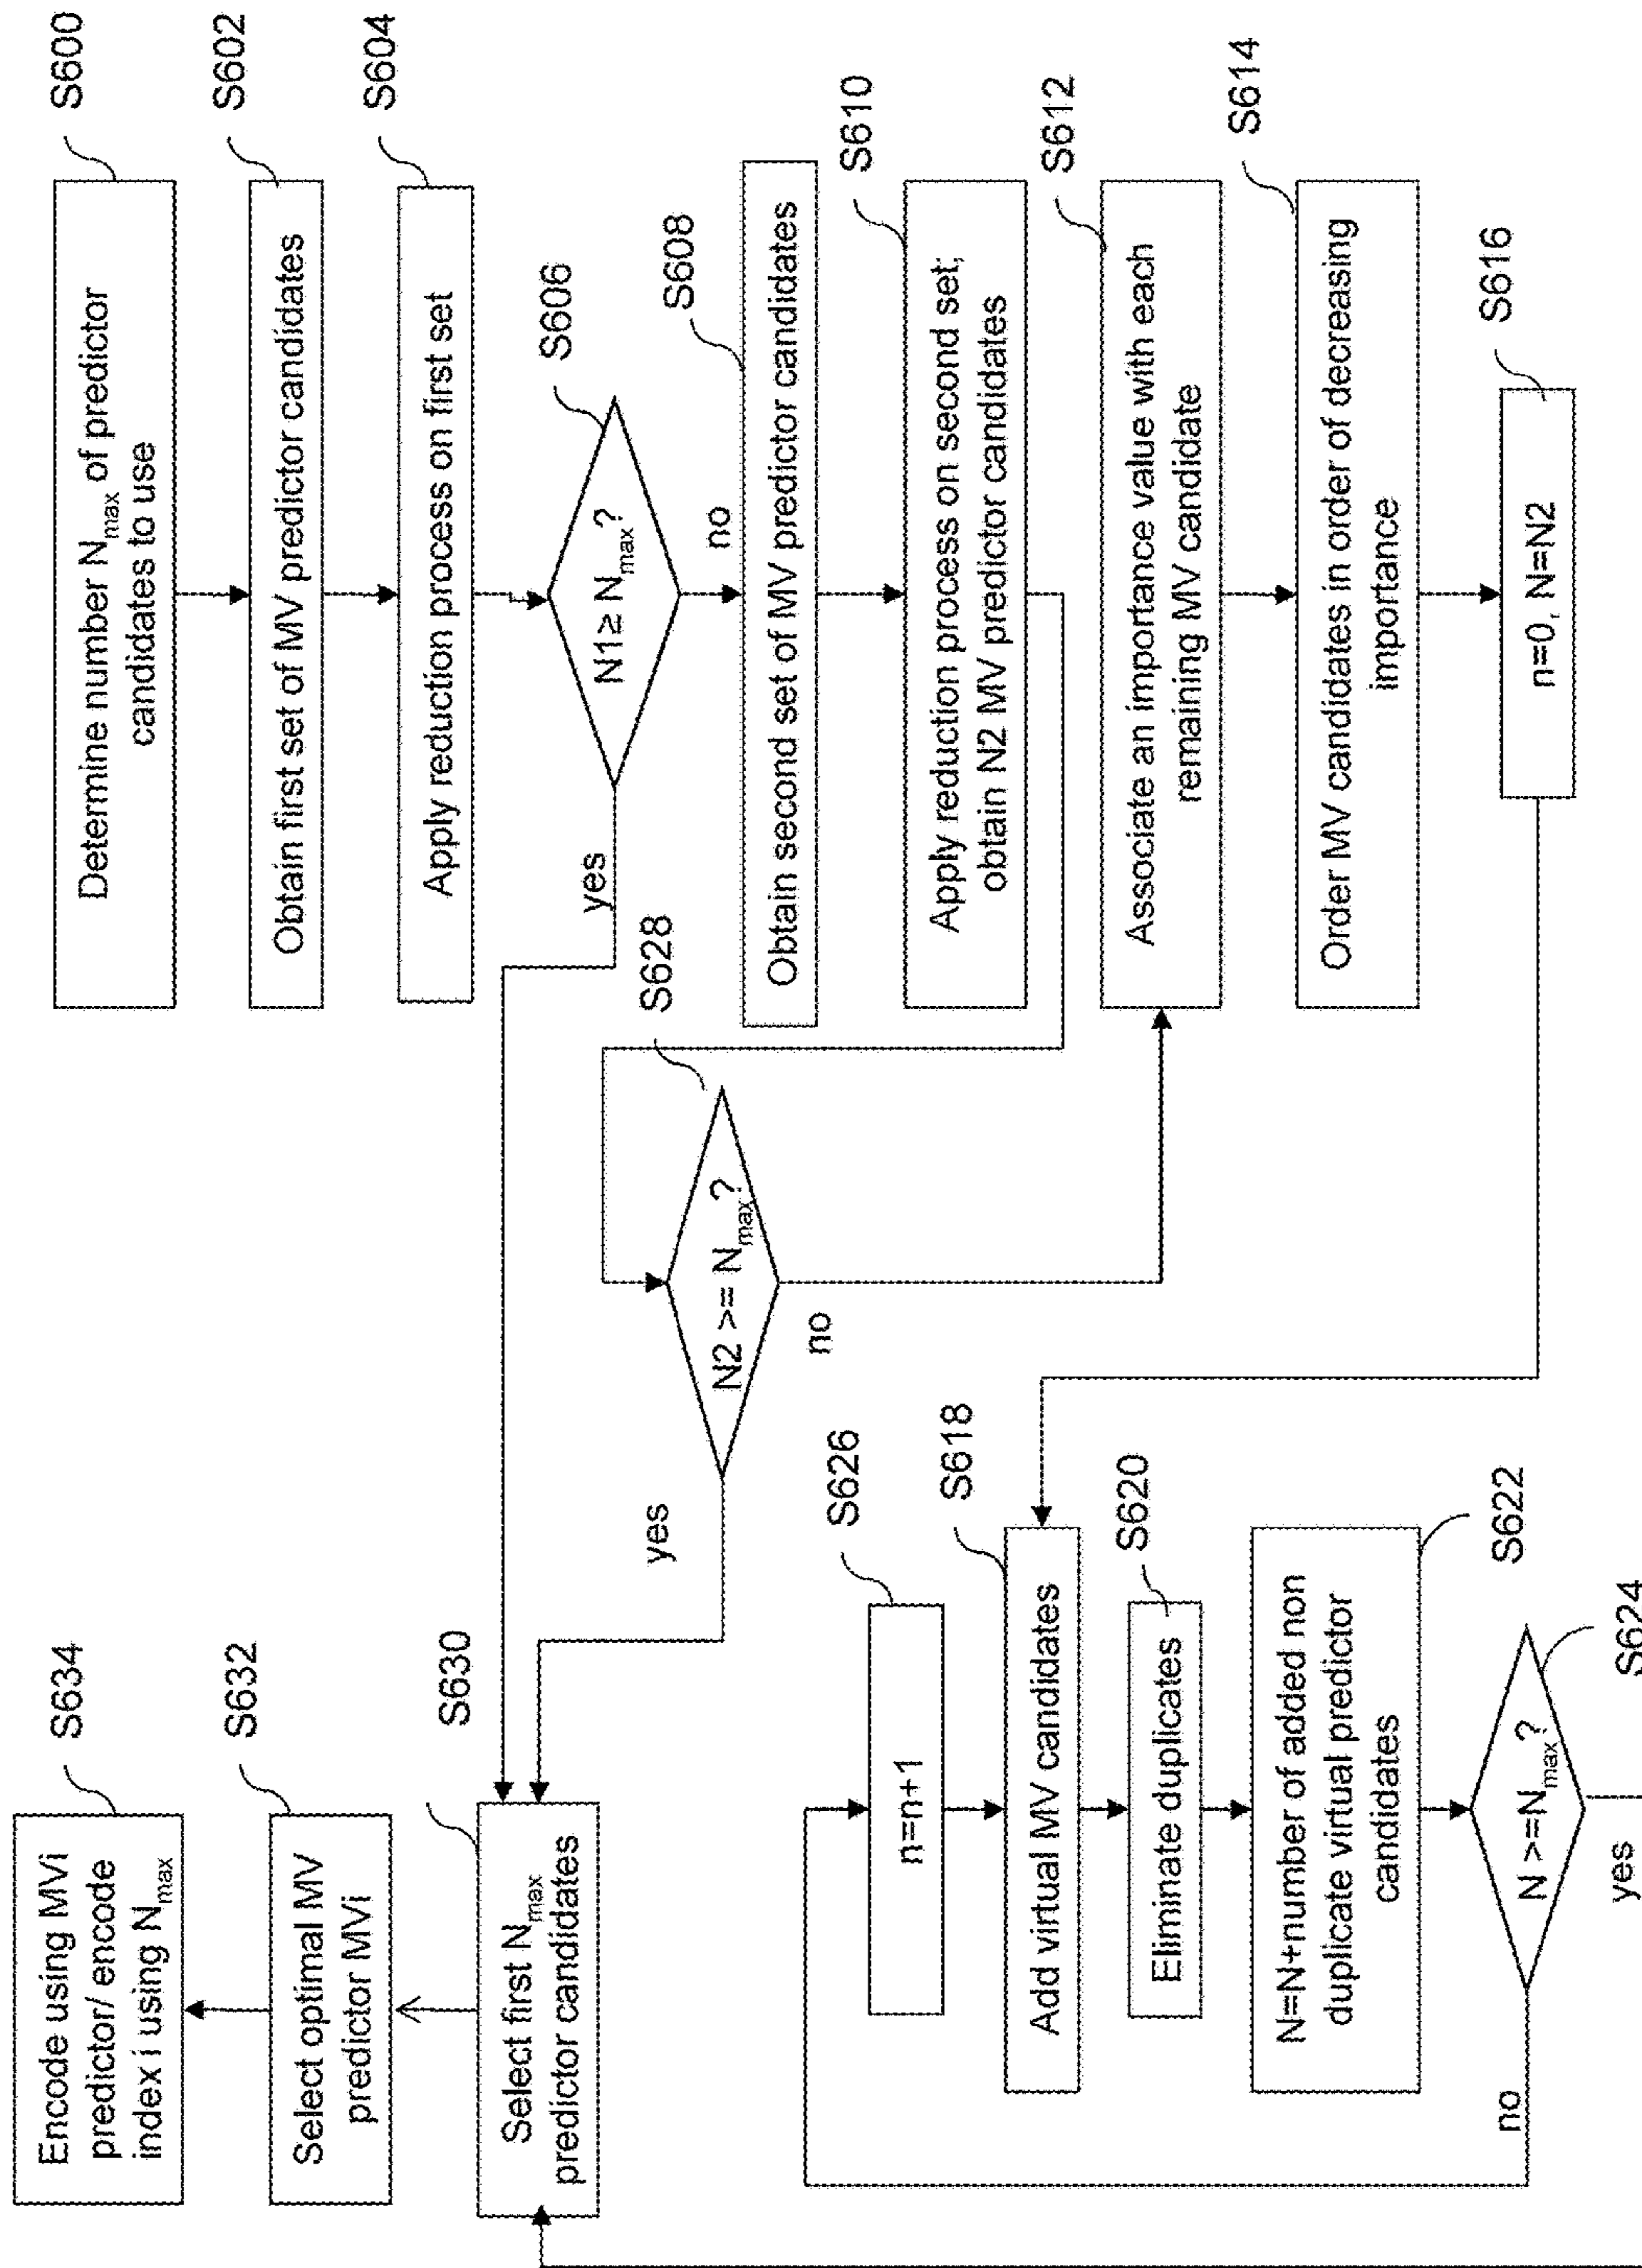 Determine number Nmax of predictor
candidates to use
S600
Obtain first set of MV predictor candidates
S602
Apply reduction process on first set
S604
N1≥ Nmax?
S606
yes
no
Obtain second set of MV predictor candidates
S608
Apply reduction process on second set;
obtain N2 MV predictor candidates
S610
Associate an importance value with each
remaining MV candidate
S612
Order MV candidates in order of decreasing
importance
S614
n=0, N=N2
S616
N2 >= Nmax?
S628
yes
no
n=n+1
S626
Add virtual MV candidates
S618
Eliminate duplicates
S620
N=N+number of added non
duplicate virtual predictor
candidates
S622
N >=Nmax?
S624
no
yes
Select first Nmax
predictor candidates
S630
Select optimal MV
predictor MVi
S632
Encode using MVi
predictor/ encode
index i using Nmax
S634